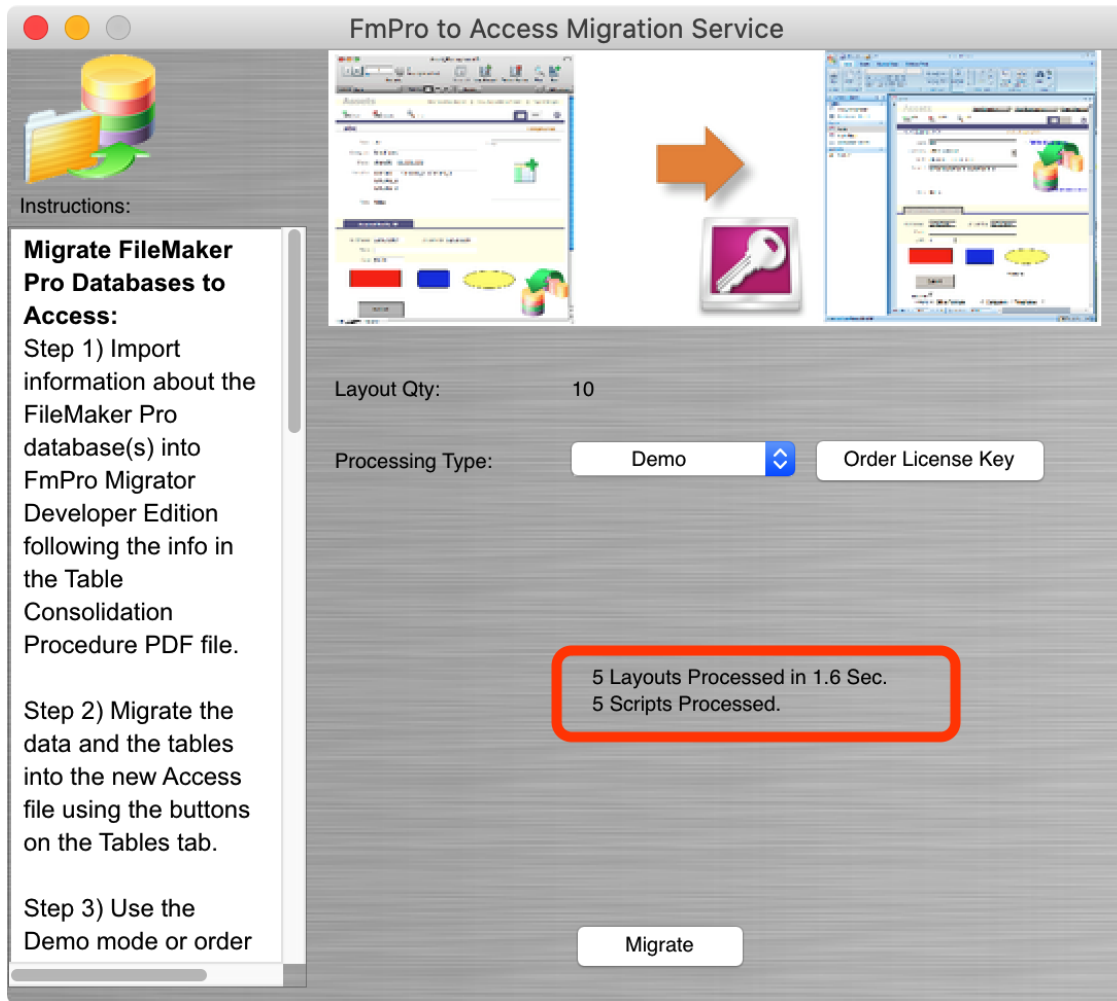 FmPro to Access Migration Service
Assets
Assets
Instructions:
Migrate FileMaker
Pro Databases to
Access:
Step 1) Import
information about the
FileMaker Pro
database(s) into
FmPro Migrator
Developer Edition
following the info in
the Table
Consolidation
Procedure PDF file.
Step 2) Migrate the
data and the tables
into the new Access
file using the buttons
on the Tables tab.
Step 3) Use the
Demo mode or order
Layout Qty:
10
Processing Type:
Demo
Order License Key
5 Layouts Processed in 1.6 Sec.
5 Scripts Processed.
Migrate